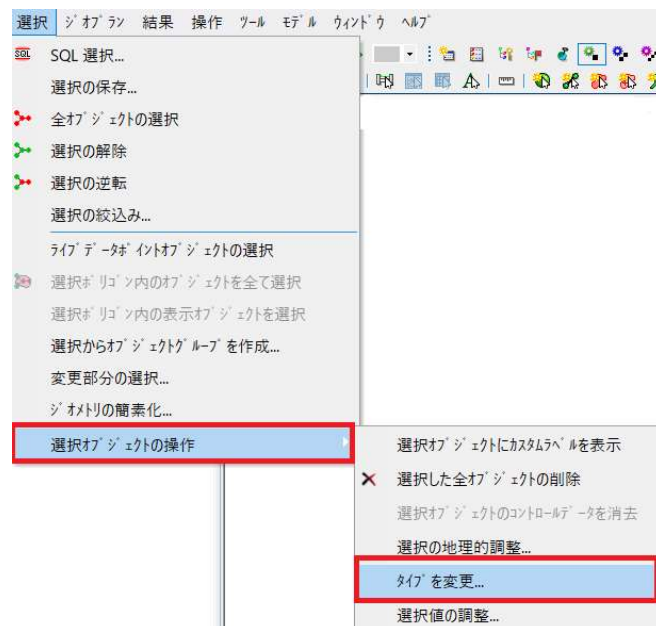 選択 ｼﾞｵﾌﾟﾗﾝ 結果 操作 ﾂｰﾙ ﾓﾃﾞﾙ ｳｨﾝﾄﾞｳ ﾍﾙﾌﾟ
SQL SQL 選択...
選択の保存...
全ｵﾌﾞｼﾞｪｸﾄの選択
選択の解除
選択の逆転
選択の絞込み...
ﾗｲﾌﾞﾃﾞｰﾀﾎﾟｲﾝﾄｵﾌﾞｼﾞｪｸﾄの選択
選択ﾎﾟﾘｺﾞﾝ内のｵﾌﾞｼﾞｪｸﾄを全て選択
選択ﾎﾟﾘｺﾞﾝ内の表示ｵﾌﾞｼﾞｪｸﾄを選択
選択からｵﾌﾞｼﾞｪｸﾄｸﾞﾙｰﾌﾟを作成...
変更部分の選択...
ｼﾞｵﾒﾄﾘの簡素化...
選択ｵﾌﾞｼﾞｪｸﾄの操作
選択ｵﾌﾞｼﾞｪｸﾄにｶｽﾀﾑﾗﾍﾞﾙを表示
選択した全ｵﾌﾞｼﾞｪｸﾄの削除
選択ｵﾌﾞｼﾞｪｸﾄのｺﾝﾄﾛｰﾙﾃﾞｰﾀを消去
選択の地理的調整...
ﾀｲﾌﾟを変更...
選択値の調整...